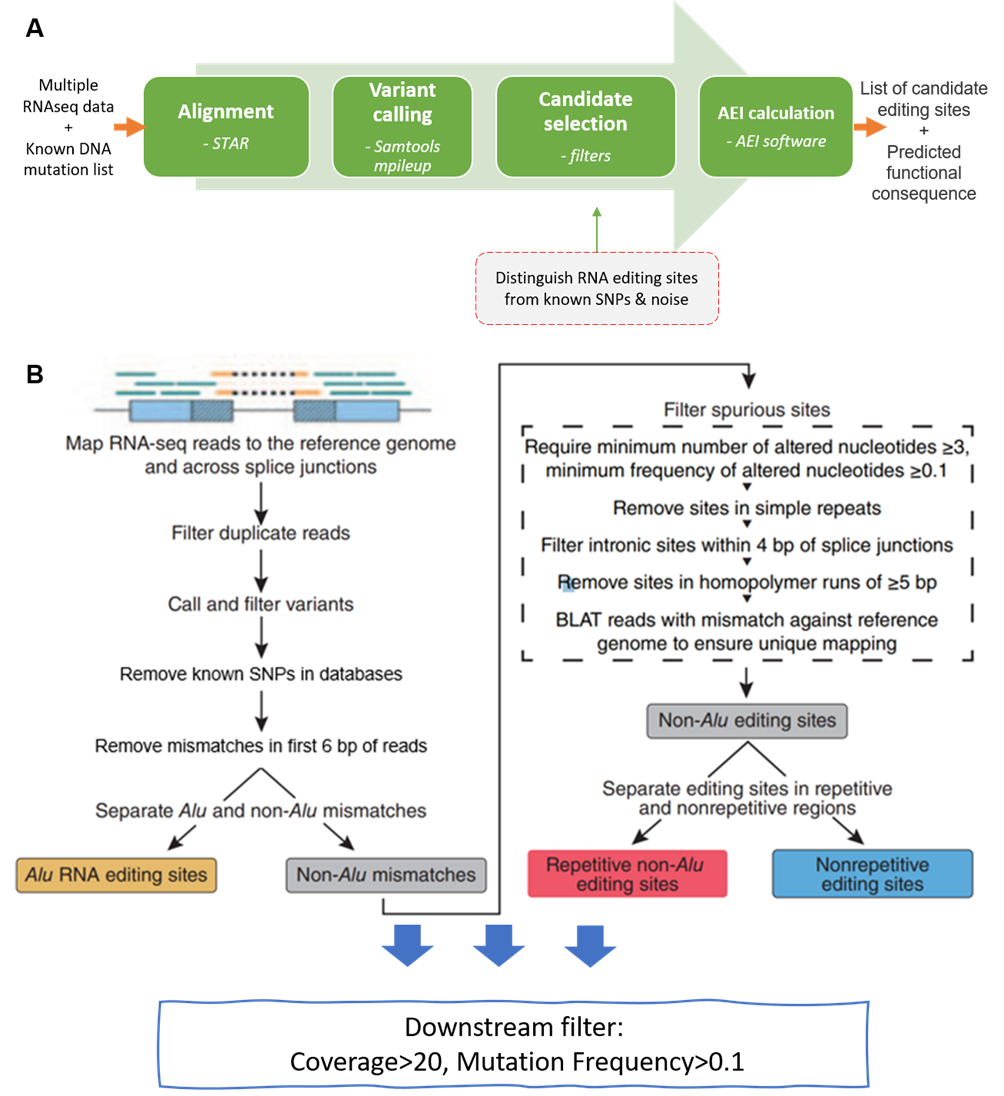 A
Multiple
RNAseq data
+
Known DNA
mutation list
Alignment
- STAR
Variant
calling
- Samtools
mpileup
Candidate
selection
- filters
AEI calculation
- AEI software
List of candidate
editing sites
+
Predicted
functional
consequence
Distinguish RNA editing sites
from known SNPs & noise
B
Map RNA-seq reads to the reference genome
and across splice junctions
Filter duplicate reads
Call and filter variants
Remove known SNPs in databases
Remove mismatches in first 6 bp of reads
Separate Alu and non-Alu mismatches
Alu RNA editing sites
Non-Alu mismatches
Filter spurious sites
Require minimum number of altered nucleotides ≥3,
minimum frequency of altered nucleotides ≥0.1
Remove sites in simple repeats
Filter intronic sites within 4 bp of splice junctions
Remove sites in homopolymer runs of ≥5 bp
BLAT reads with mismatch against reference
genome to ensure unique mapping
Non-Alu editing sites
Separate editing sites in repetitive
and nonrepetitive regions
Repetitive non-Alu
editing sites
Nonrepetitive
editing sites
Downstream filter:
Coverage>20, Mutation Frequency>0.1